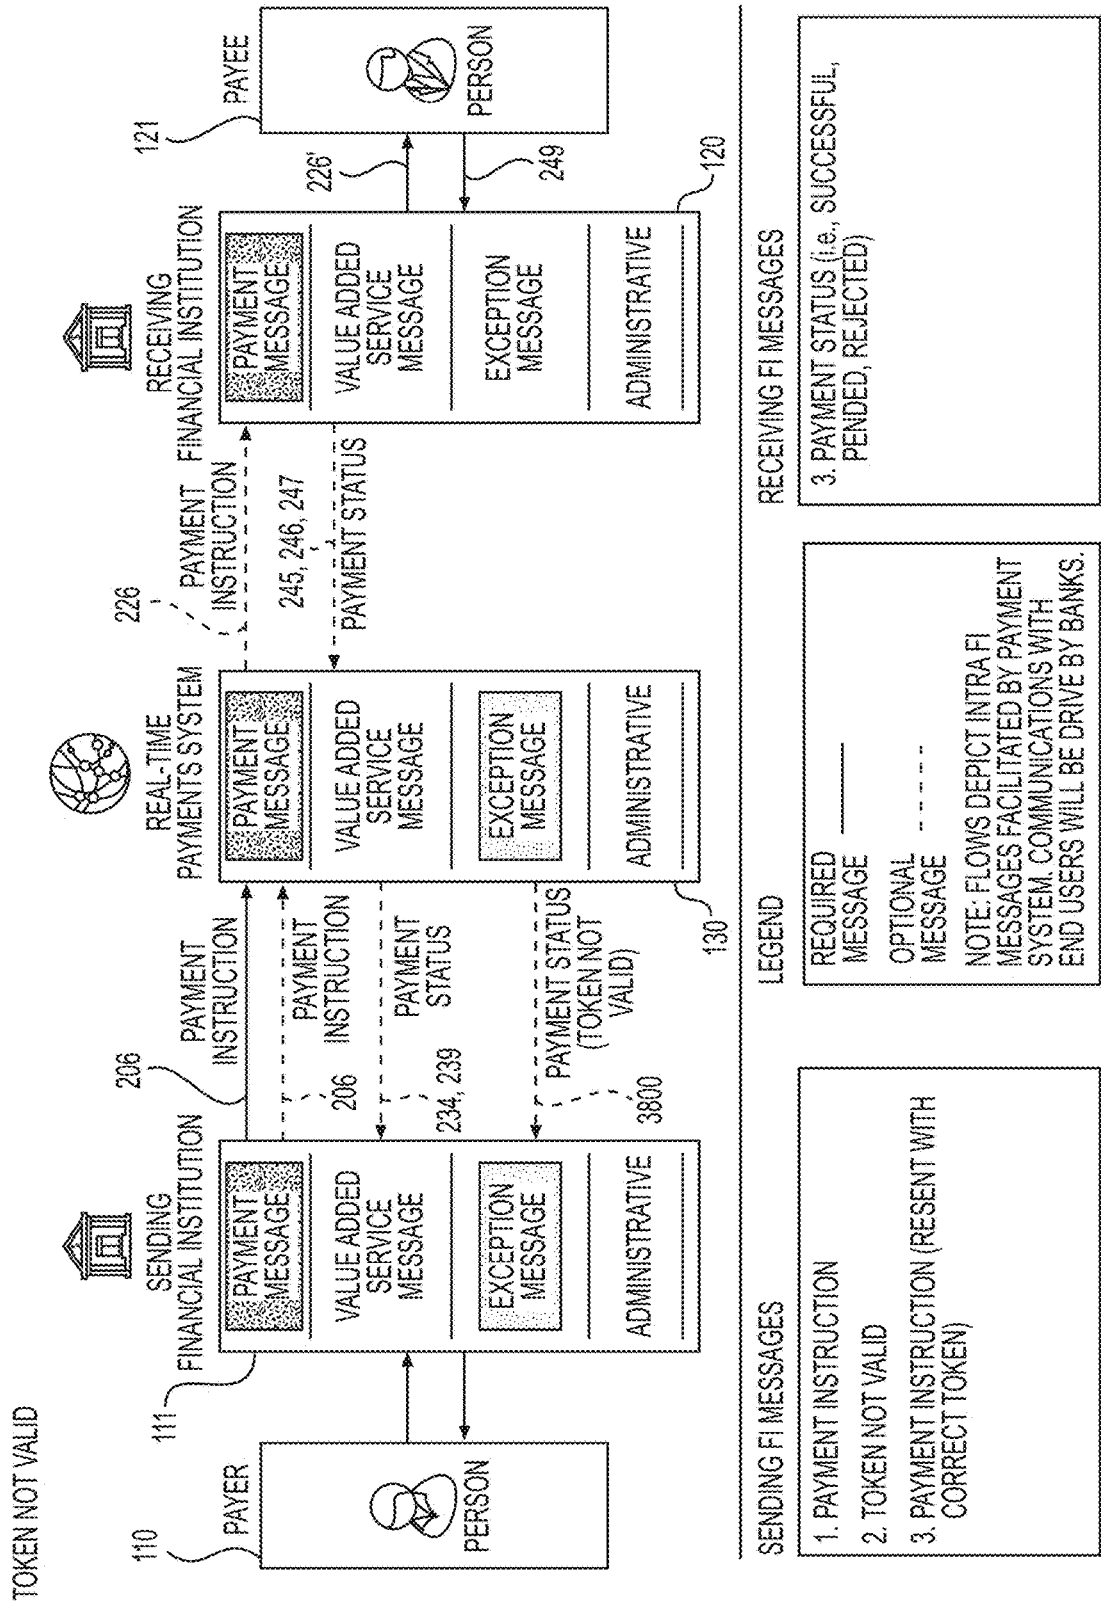 TOKEN NOT VALID
110
PAYER
PERSON
111
SENDING
FINANCIAL INSTITUTION
PAYMENT
MESSAGE
VALUE ADDED
SERVICE
MESSAGE
EXCEPTION
MESSAGE
ADMINISTRATIVE
206
PAYMENT
INSTRUCTION
206
PAYMENT
INSTRUCTION
234, 239
PAYMENT
STATUS
3800
PAYMENT STATUS
(TOKEN NOT
VALID)
REAL-TIME
PAYMENTS SYSTEM
PAYMENT
MESSAGE
VALUE ADDED
SERVICE
MESSAGE
EXCEPTION
MESSAGE
ADMINISTRATIVE
130
226
PAYMENT
INSTRUCTION
245, 246, 247
PAYMENT STATUS
RECEIVING
FINANCIAL INSTITUTION
PAYMENT
MESSAGE
VALUE ADDED
SERVICE
MESSAGE
EXCEPTION
MESSAGE
ADMINISTRATIVE
120
226'
249
121
PAYEE
PERSON
SENDING FI MESSAGES
1. PAYMENT INSTRUCTION
2. TOKEN NOT VALID
3. PAYMENT INSTRUCTION (RESENT WITH
CORRECT TOKEN)
LEGEND
REQUIRED
MESSAGE
OPTIONAL
MESSAGE
NOTE: FLOWS DEPICT INTRA FI
MESSAGES FACILITATED BY PAYMENT
SYSTEM. COMMUNICATIONS WITH
END USERS WILL BE DRIVE BY BANKS.
RECEIVING FI MESSAGES
3. PAYMENT STATUS (i.e., SUCCESSFUL,
PENDED, REJECTED)